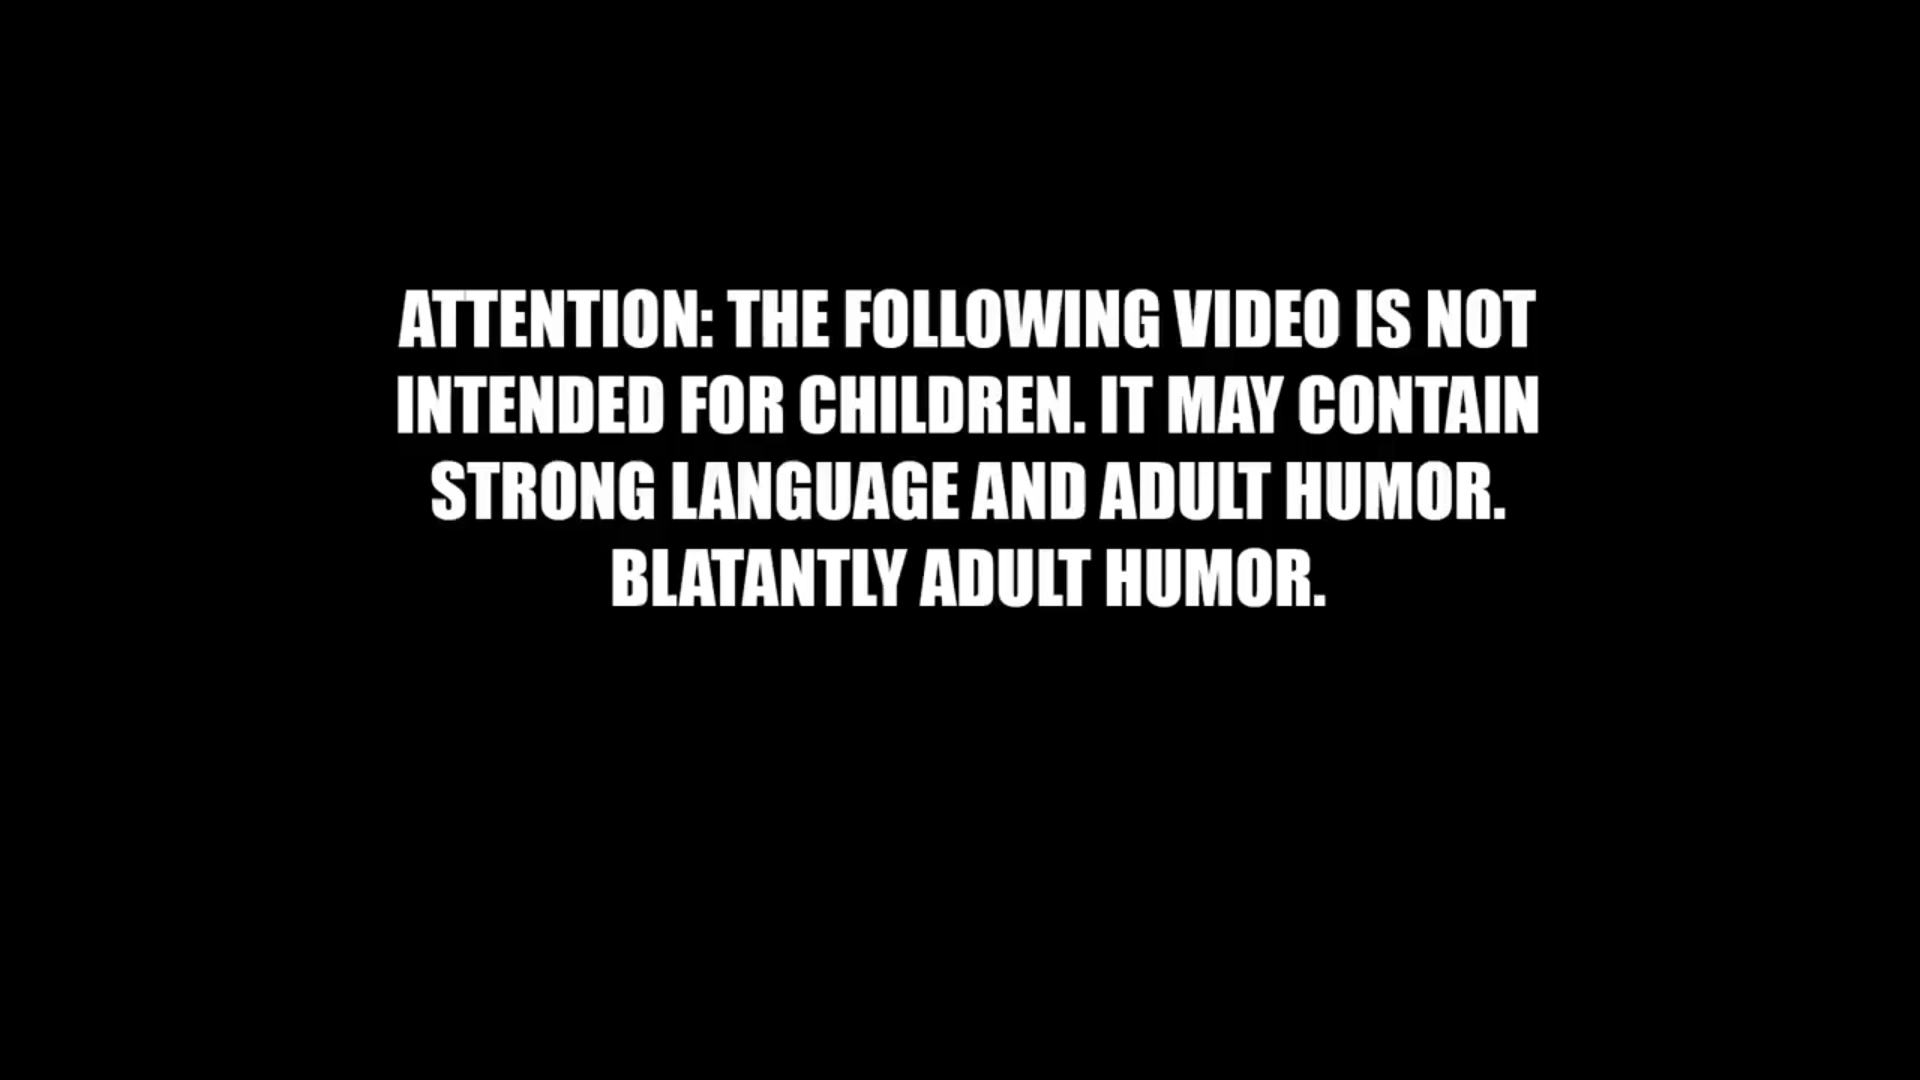 ATTENTION: THE FOLLOWING VIDEO IS NOT
INTENDED FOR CHILDREN. IT MAY CONTAIN
STRONG LANGUAGE AND ADULT HUMOR.
BLATANTLY ADULT HUMOR.